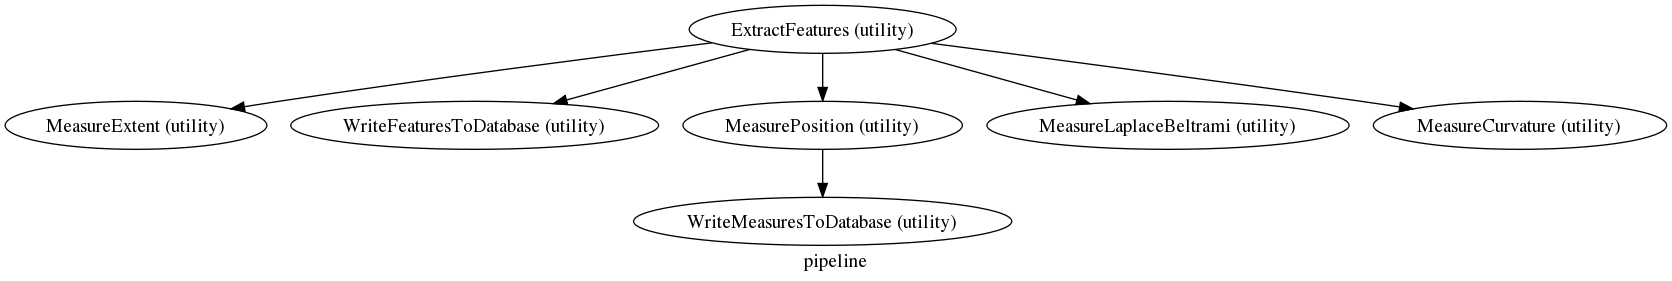 ExtractFeatures (utility)
MeasureExtent (utility)
WriteFeaturesToDatabase (utility)
MeasurePosition (utility)
MeasureLaplaceBeltrami (utility)
MeasureCurvature (utility)
WriteMeasuresToDatabase (utility)
pipeline